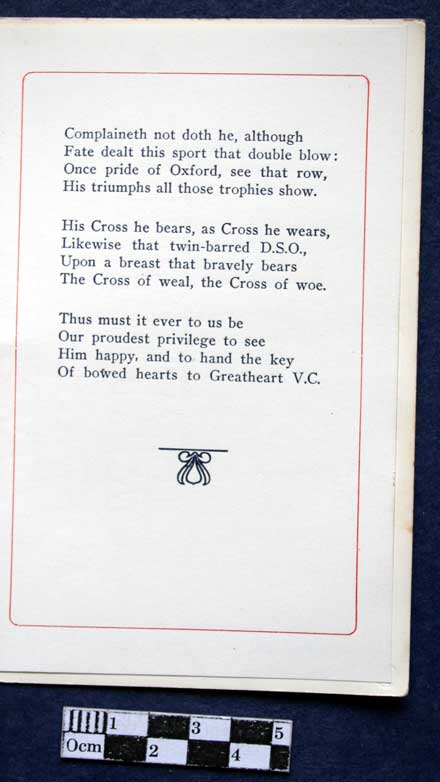 Complaineth not doth he, although
Fate dealt this sport that double blow:
Once pride of Oxford, see that row,
His triumphs all those trophies show.
His Cross he bears, as Cross he wears,
Likewise that twin-barred D.S.O.,
Upon a breast that bravely bears
The Cross of weal, the Cross of woe.
Thus must it ever to us be
Our proudest privilege to see
Him happy, and to hand the key
Of bowed hearts to Greatheart V.C.
1 3 5
0cm 2 4